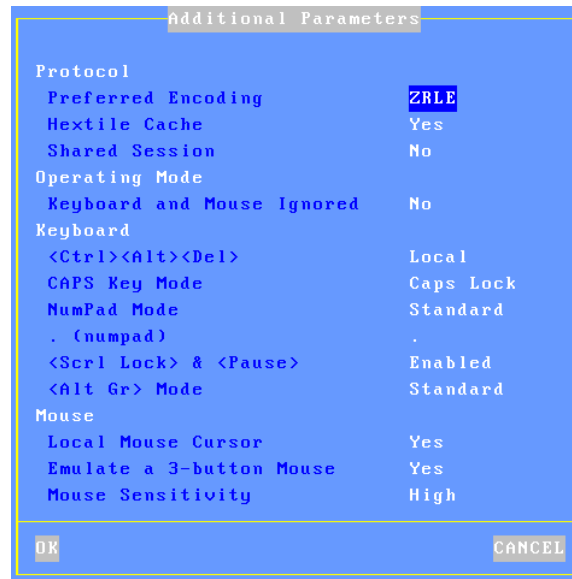 Additional Parameters
Protocol
Preferred Encoding ZRLE
Hextile Cache Yes
Shared Session No
Operating Mode
Keyboard and Mouse Ignored No
Keyboard
<Ctrl><Alt><Del> Local
CAPS Key Mode Caps Lock
NumPad Mode Standard
. (numpad) .
<Scrl Lock> & <Pause> Enabled
<Alt Gr> Mode Standard
Mouse
Local Mouse Cursor Yes
Emulate a 3-button Mouse Yes
Mouse Sensitivity High
OK CANCEL